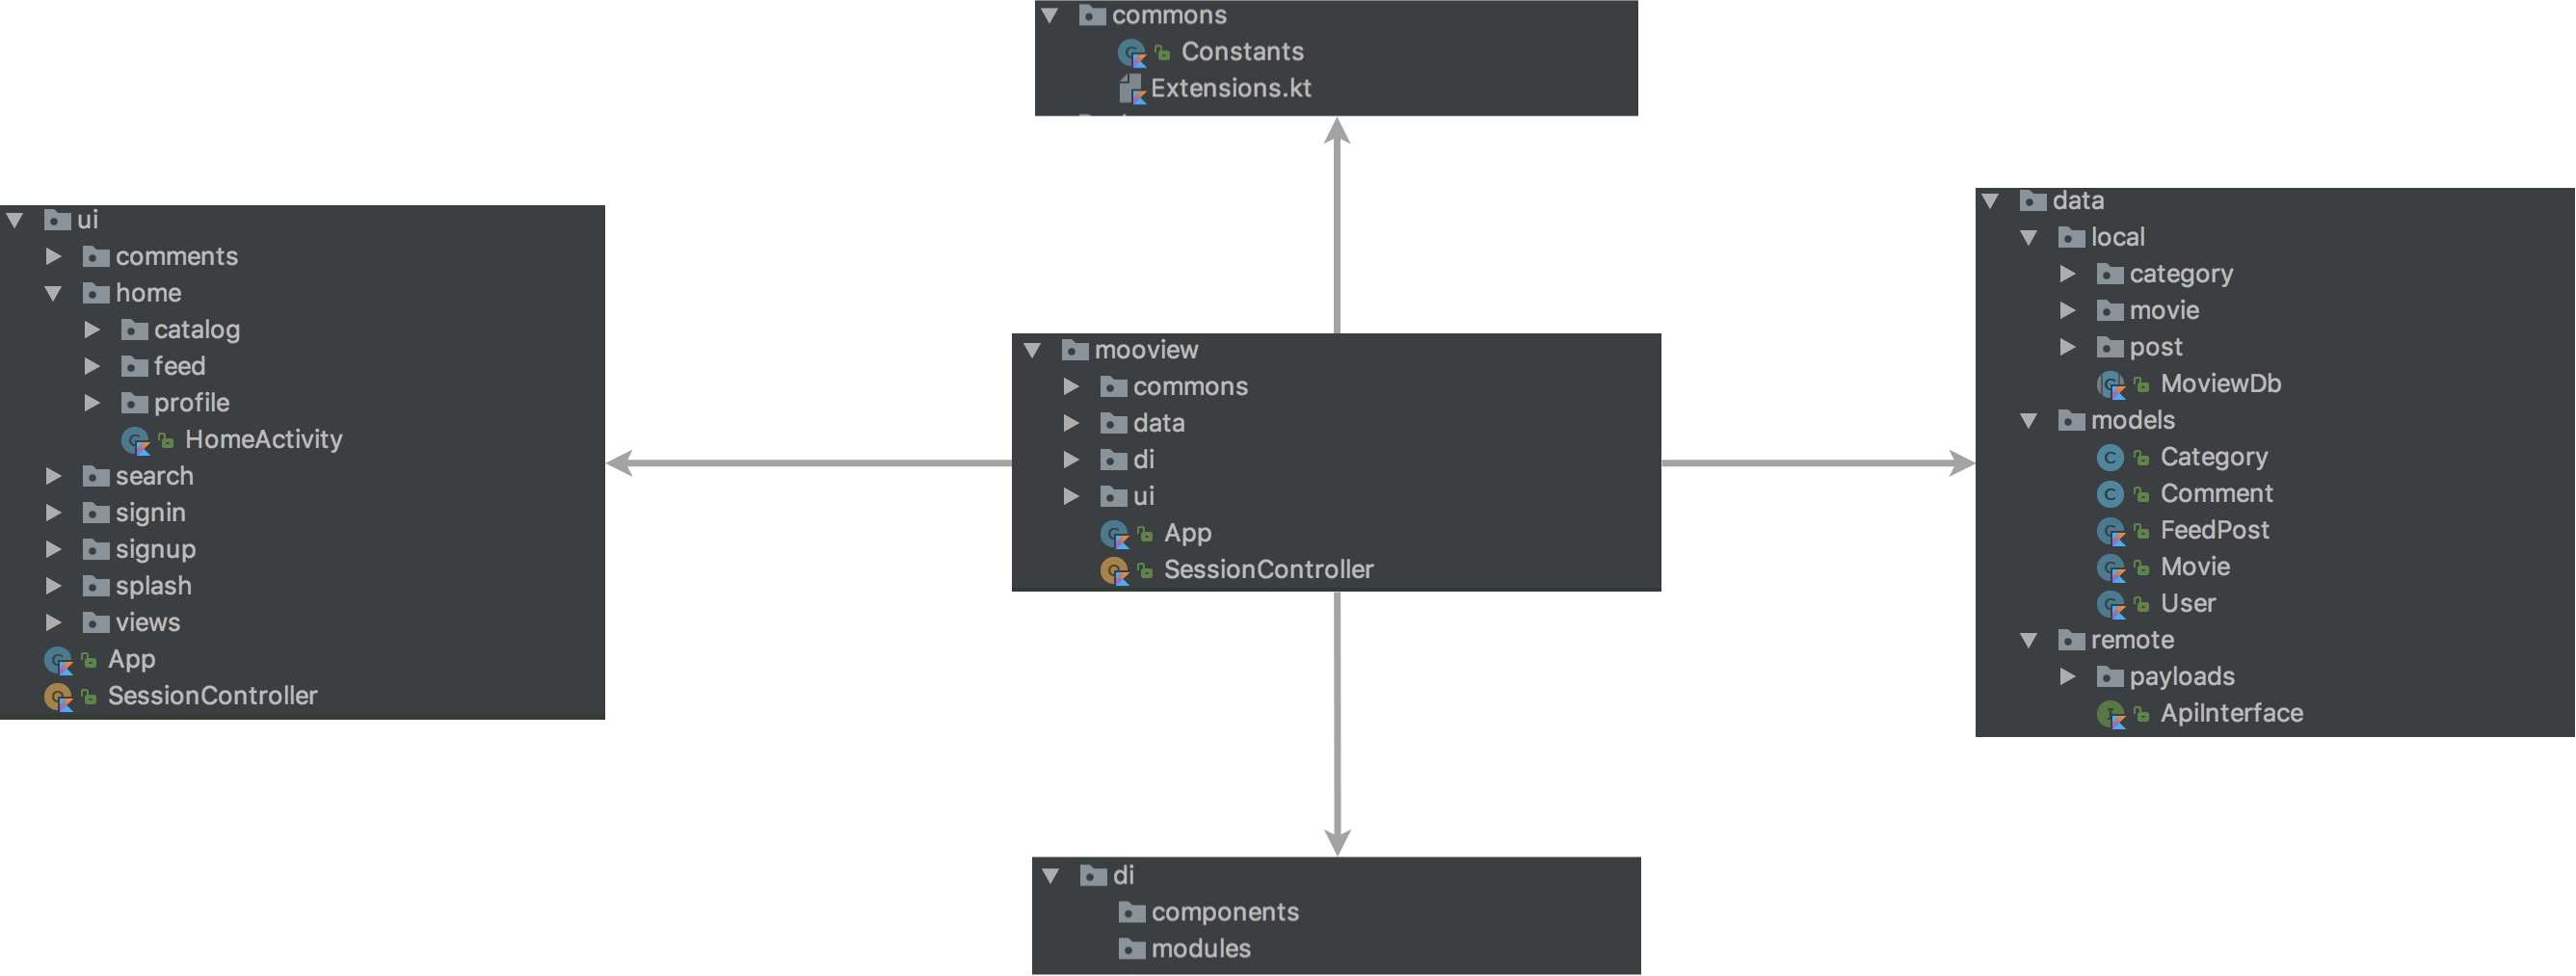 commons
Constants
Extensions.kt
ui
comments
home
catalog
feed
profile
HomeActivity
search
signin
signup
splash
views
App
SessionController
mooview
commons
data
di
ui
App
SessionController
data
local
category
movie
post
MoviewDb
models
Category
Comment
FeedPost
Movie
User
remote
payloads
ApiInterface
di
components
modules